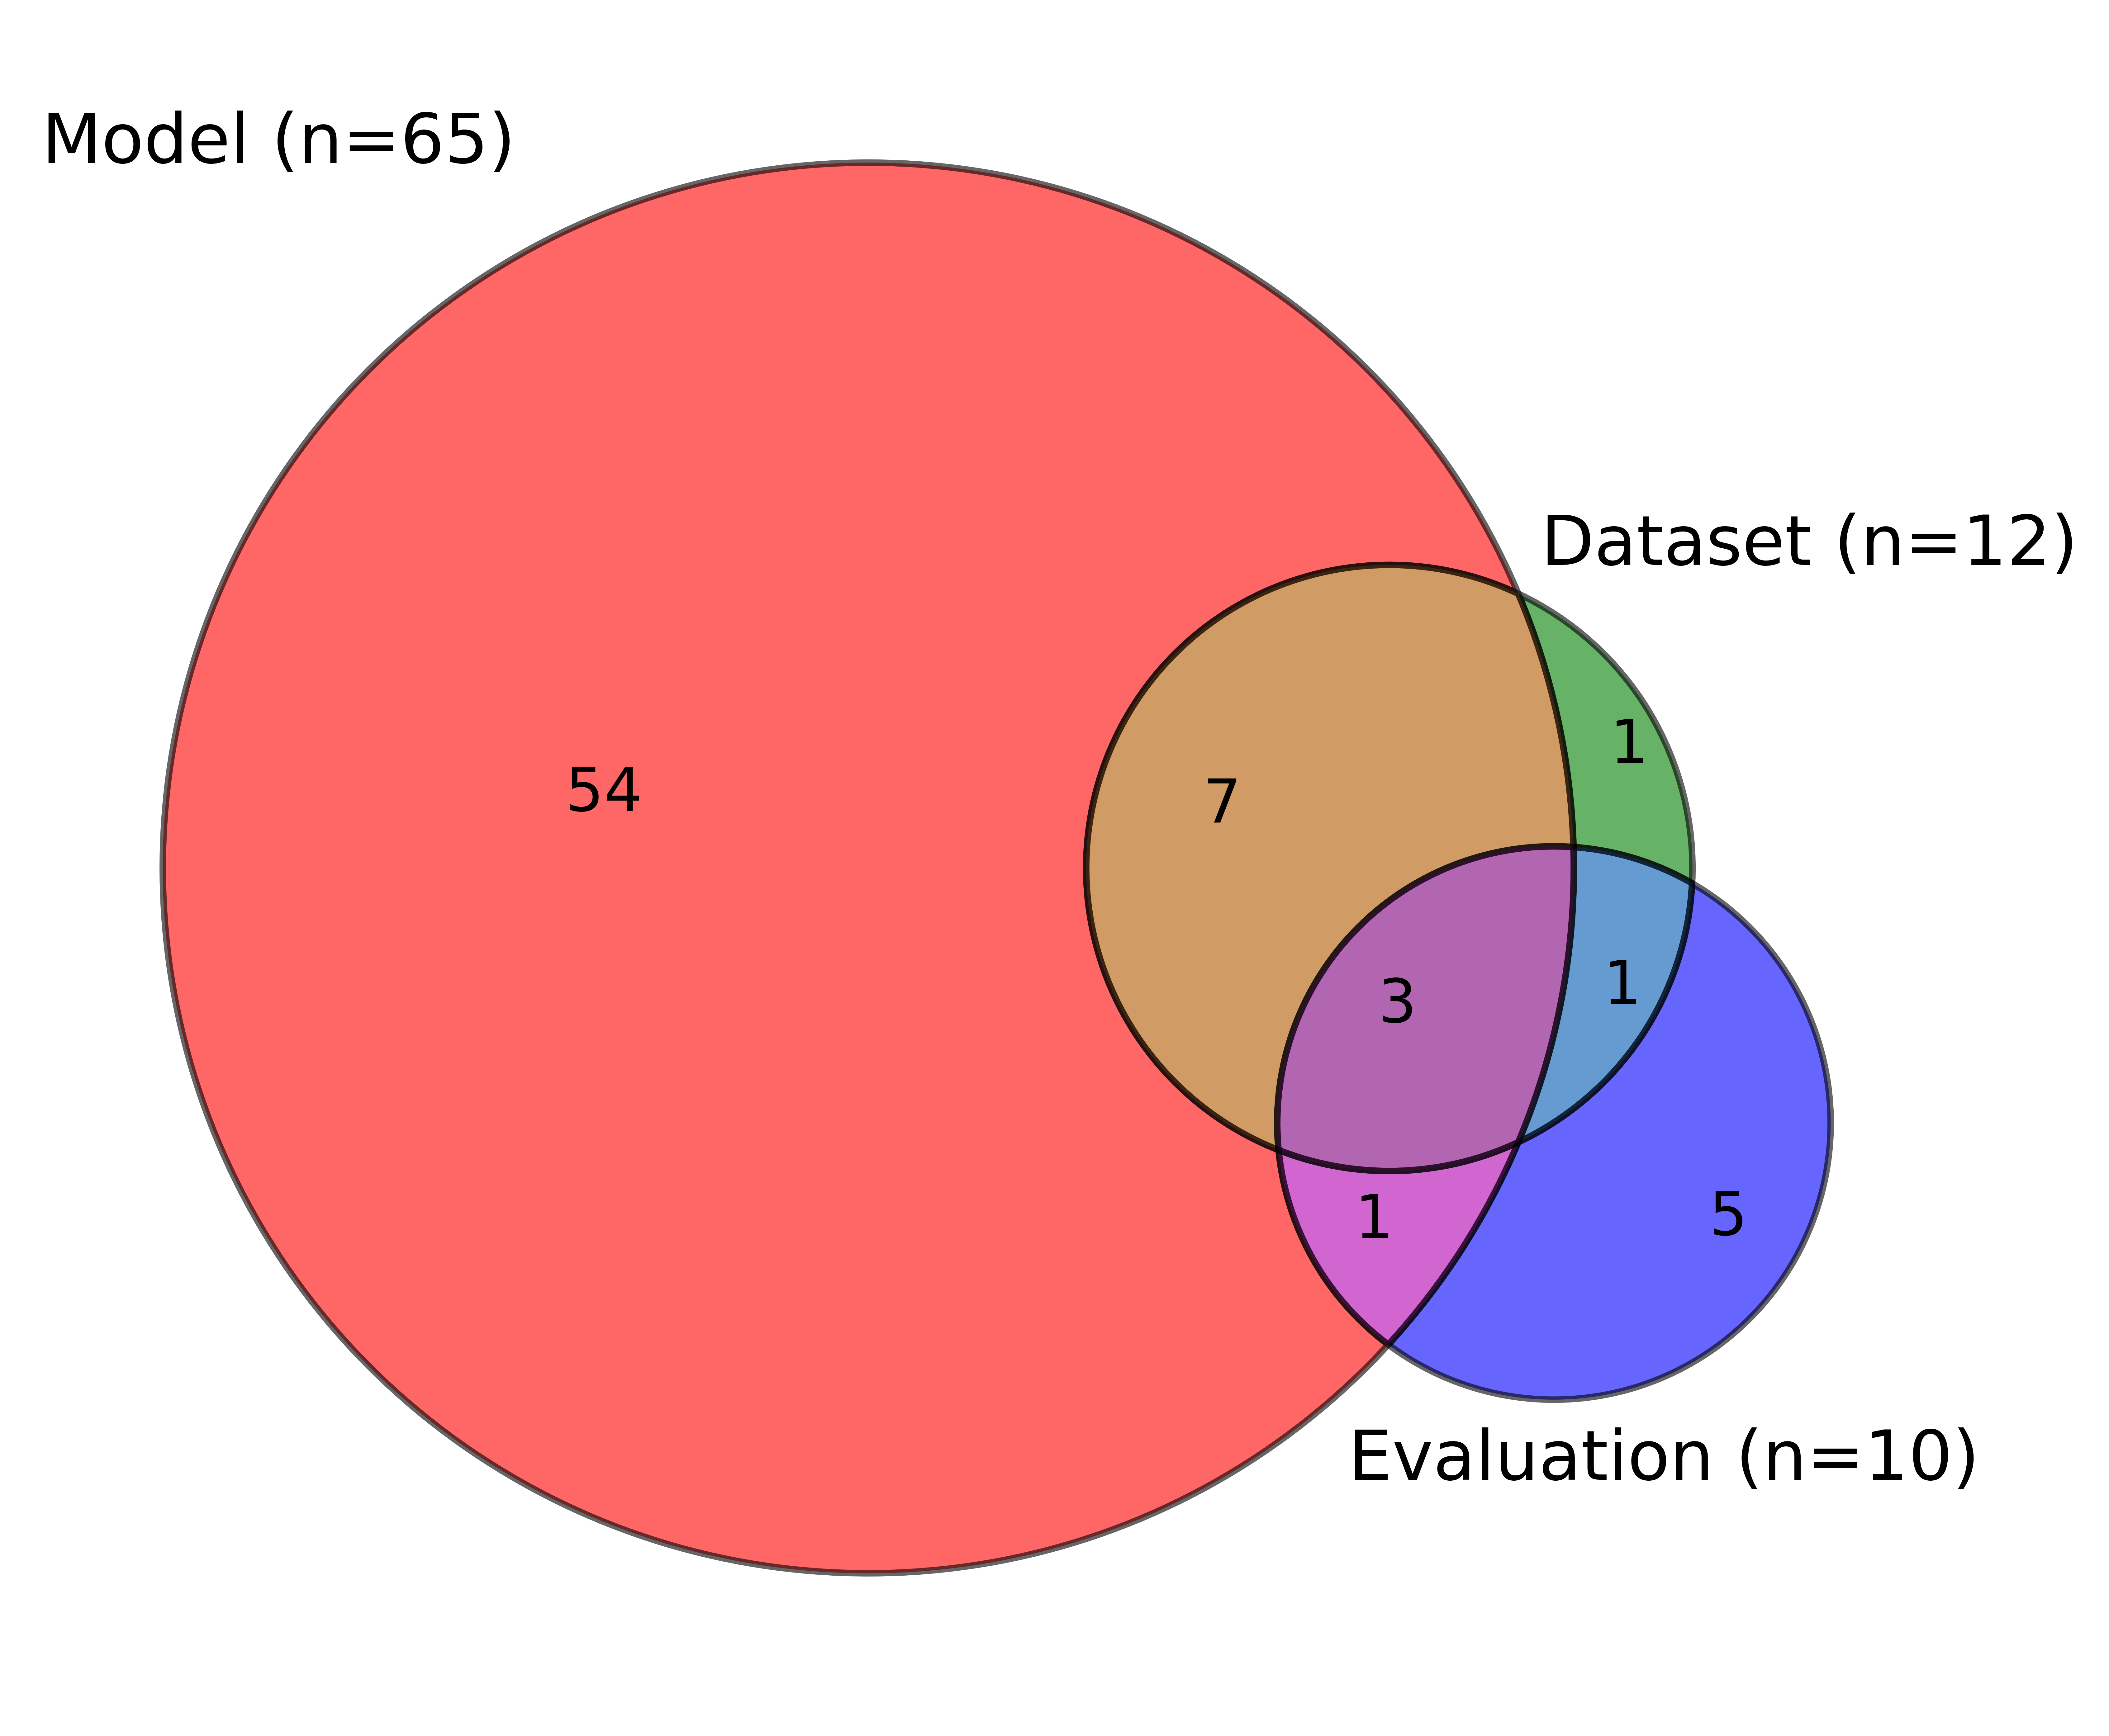 Model (n=65)
Dataset (n=12)
1
54
7
1
3
1
5
Evaluation (n=10)